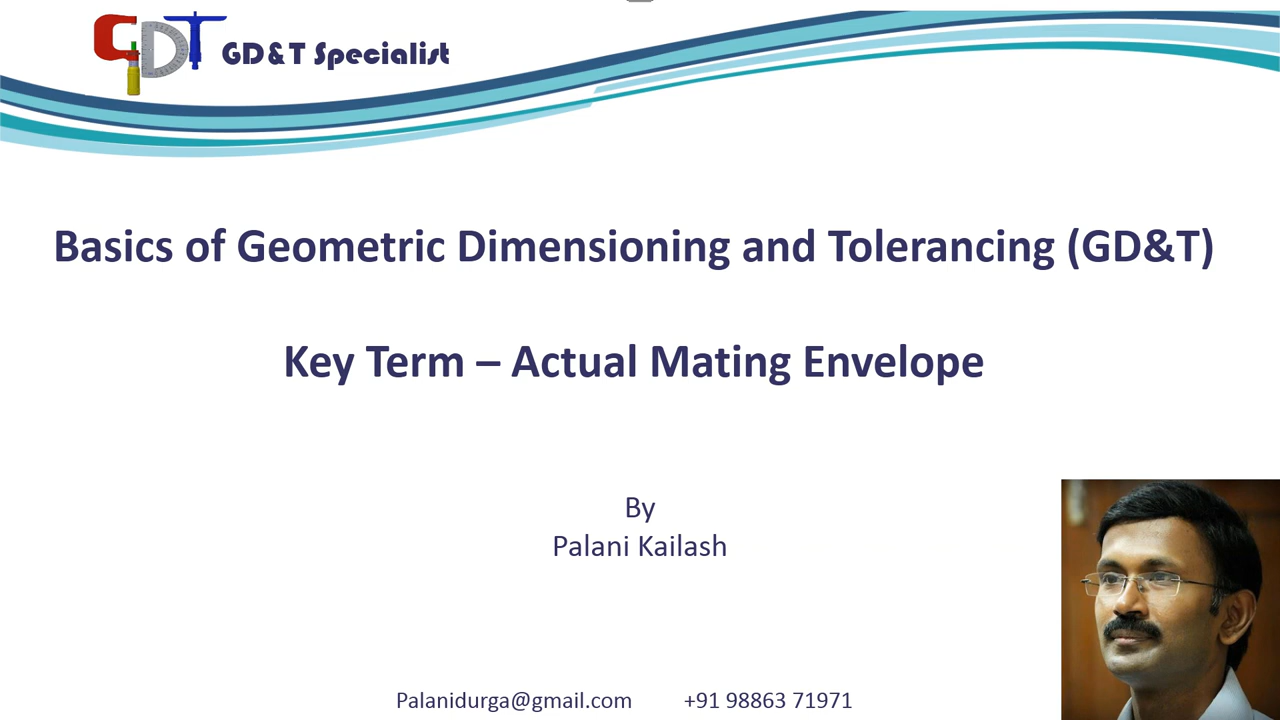 GDT GD&T Specialist
Basics of Geometric Dimensioning and Tolerancing (GD&T)
Key Term – Actual Mating Envelope
By
Palani Kailash
Palanidurga@gmail.com +91 98863 71971